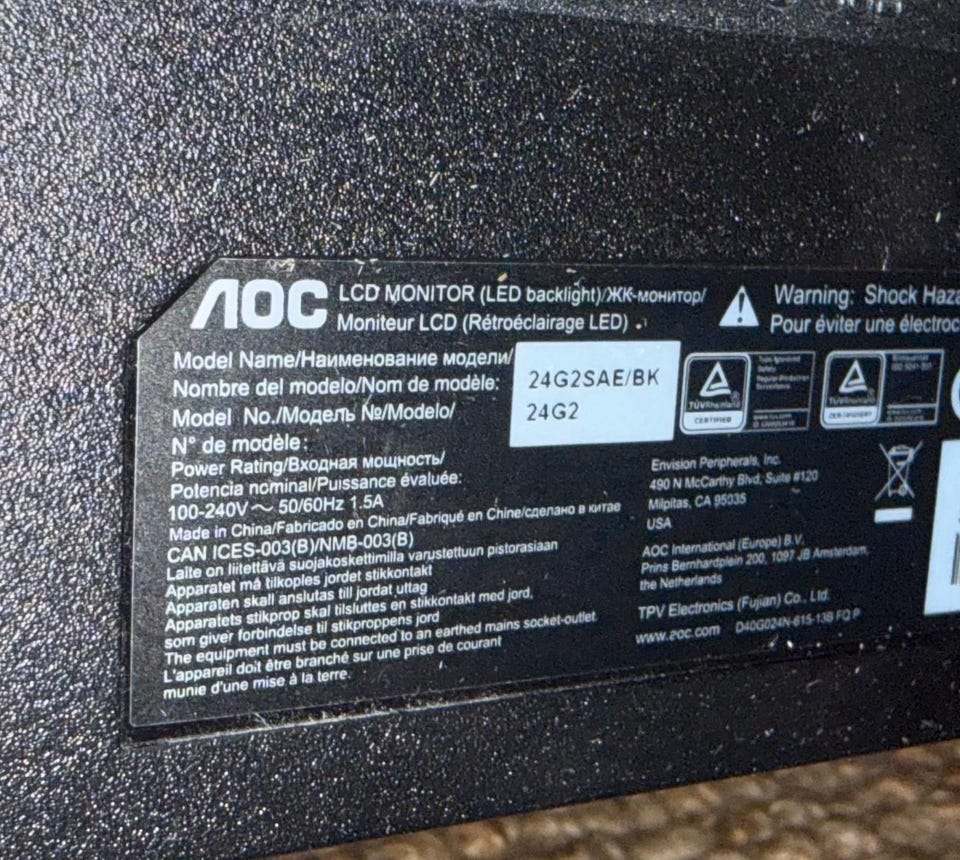 AOC
LCD MONITOR (LED backlight)/ЖК-монитор/
Moniteur LCD (Rétroéclairage LED)
Warning: Shock Haza
Pour éviter une électroc
Model Name/Наименование модели/
Nombre del modelo/Nom de modèle:
Model No./Модель №/Modelo/
N° de modèle:
24G2SAE/BK
24G2
TÜVRheinland
CERTIFIED
TÜVRheinland
CERTIFIED
Power Rating/Входная мощность/
Potencia nominal/Puissance évaluée:
100-240V ~ 50/60Hz 1.5A
Made in China/Fabricado en China/Fabriqué en Chine/сделано в китае
CAN ICES-003(B)/NMB-003(B)
Laite on liitettävä suojakoskettimilla varustettuun pistorasiaan
Apparatet må tilkoples jordet stikkontakt
Apparaten skall anslutas till jordat uttag
Apparatets stikprop skal tilsluttes en stikkontakt med jord,
som giver forbindelse til stikproppens jord
The equipment must be connected to an earthed mains socket-outlet.
L'appareil doit être branché sur une prise de courant
munie d'une mise à la terre.
Envision Peripherals, Inc.
490 N McCarthy Blvd, Suite #120
Milpitas, CA 95035
USA
AOC International (Europe) B.V.
Prins Bernhardplein 200, 1097 JB Amsterdam,
the Netherlands
TPV Electronics (Fujian) Co., Ltd.
www.aoc.com D40G024N-615-13B FQ P